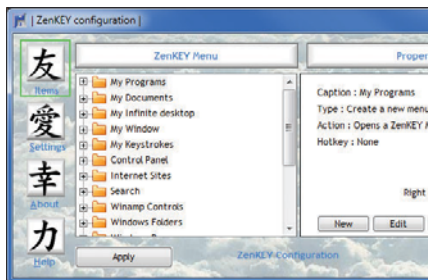 | ZenKEY configuration |
友
Items
愛
Settings
幸
About
力
Help
ZenKEY Menu
My Programs
My Documents
My Infinite desktop
My Window
My Keystrokes
Control Panel
Internet Sites
Search
Winamp Controls
Windows Folders
Apply
Caption : My Programs
Type : Create a new menu
Action : Opens a ZenKEY
Hotkey : None
Right
New
Edit
ZenKEY Configuration